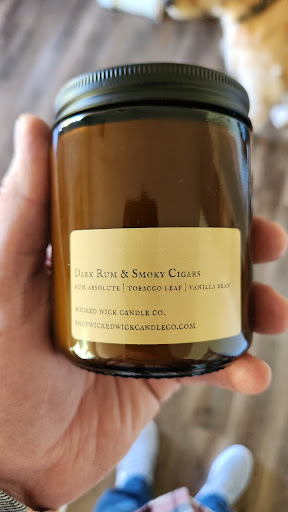 Dark Rum & Smoky Cigars
Rum Absolute | Tobacco Leaf | Vanilla Bean
Wicked Wick Candle Co.
shopwickedwickcandleco.com